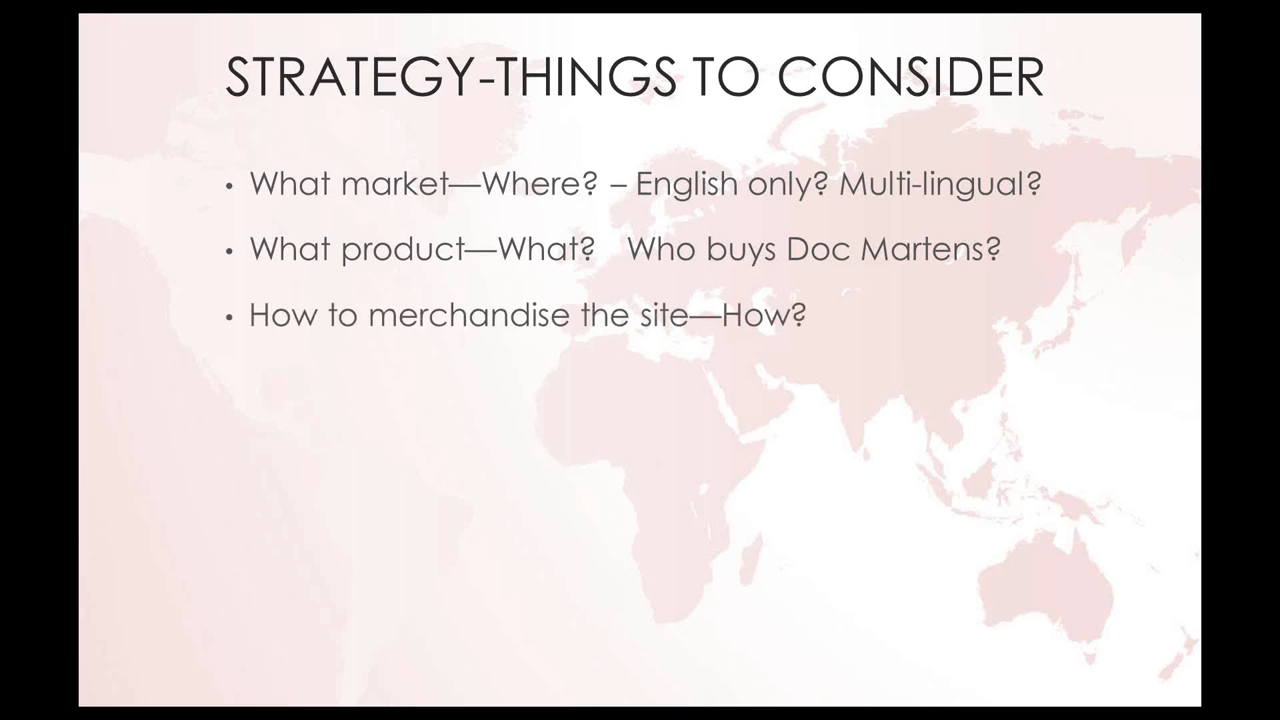 STRATEGY-THINGS TO CONSIDER
• What market—Where? – English only? Multi-lingual?
• What product—What? Who buys Doc Martens?
• How to merchandise the site—How?